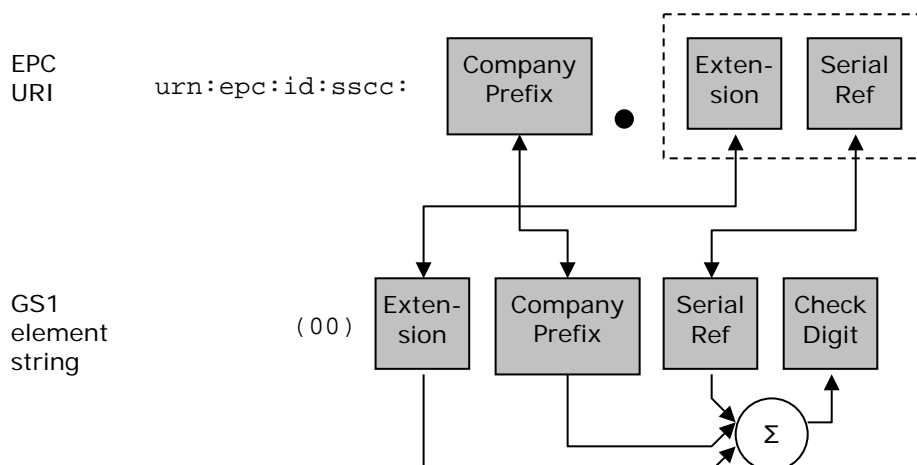 EPC
URI
urn:epc:id:sscc:
Company
Prefix
●
Exten-
sion
Serial
Ref
GS1
element
string
(00)
Exten-
sion
Company
Prefix
Serial
Ref
Check
Digit
Σ